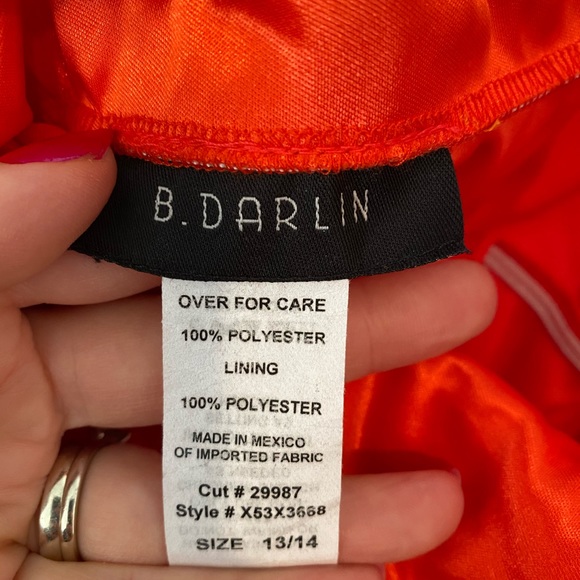 B. DARLIN
OVER FOR CARE
100% POLYESTER
LINING
100% POLYESTER
MADE IN MEXICO
OF IMPORTED FABRIC
Cut # 29987
Style # X53X3668
SIZE 13/14